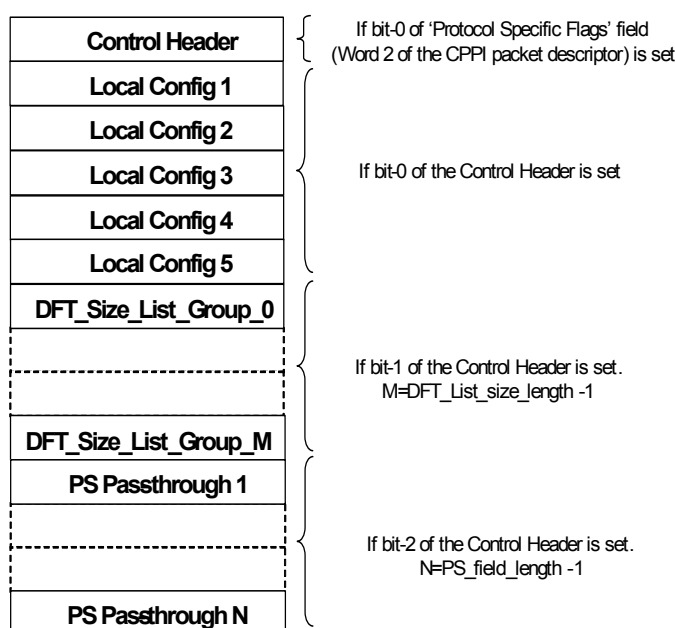 Control Header
If bit-0 of ‘Protocol Specific Flags’ field
(Word 2 of the CPPI packet descriptor) is set
Local Config 1
Local Config 2
Local Config 3
Local Config 4
Local Config 5
If bit-0 of the Control Header is set
DFT_Size_List_Group_0
DFT_Size_List_Group_M
If bit-1 of the Control Header is set.
M=DFT_List_size_length -1
PS Passthrough 1
PS Passthrough N
If bit-2 of the Control Header is set.
N=PS_field_length -1